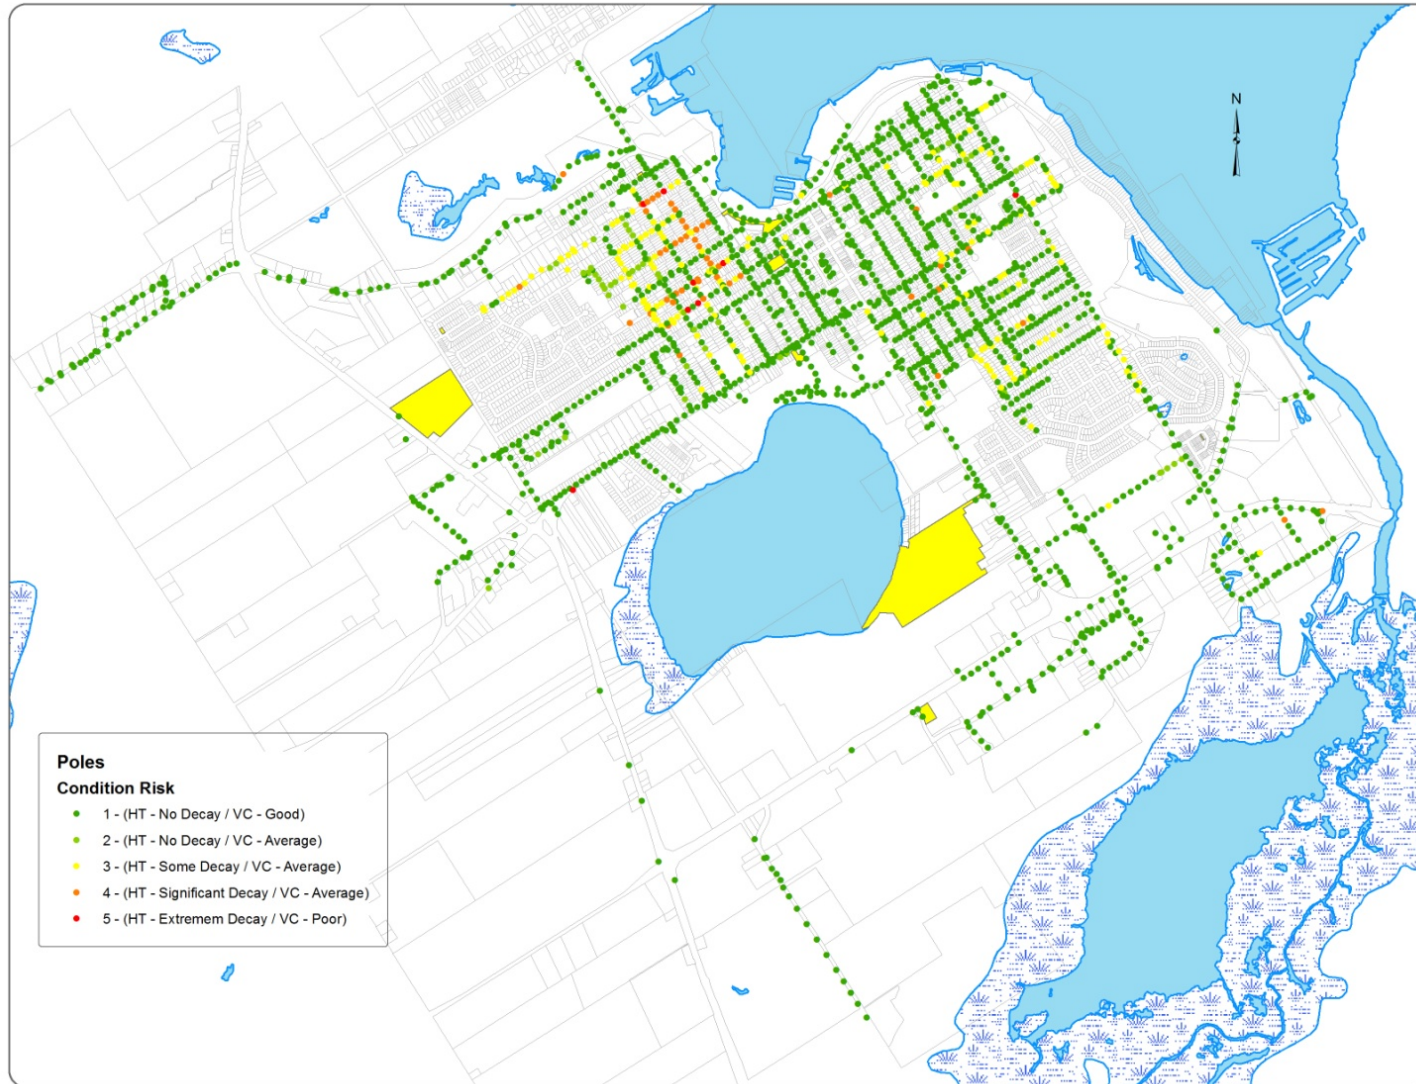 N
Poles
Condition Risk
1 - (HT - No Decay / VC - Good)
2 - (HT - No Decay / VC - Average)
3 - (HT - Some Decay / VC - Average)
4 - (HT - Significant Decay / VC - Average)
5 - (HT - Extremem Decay / VC - Poor)